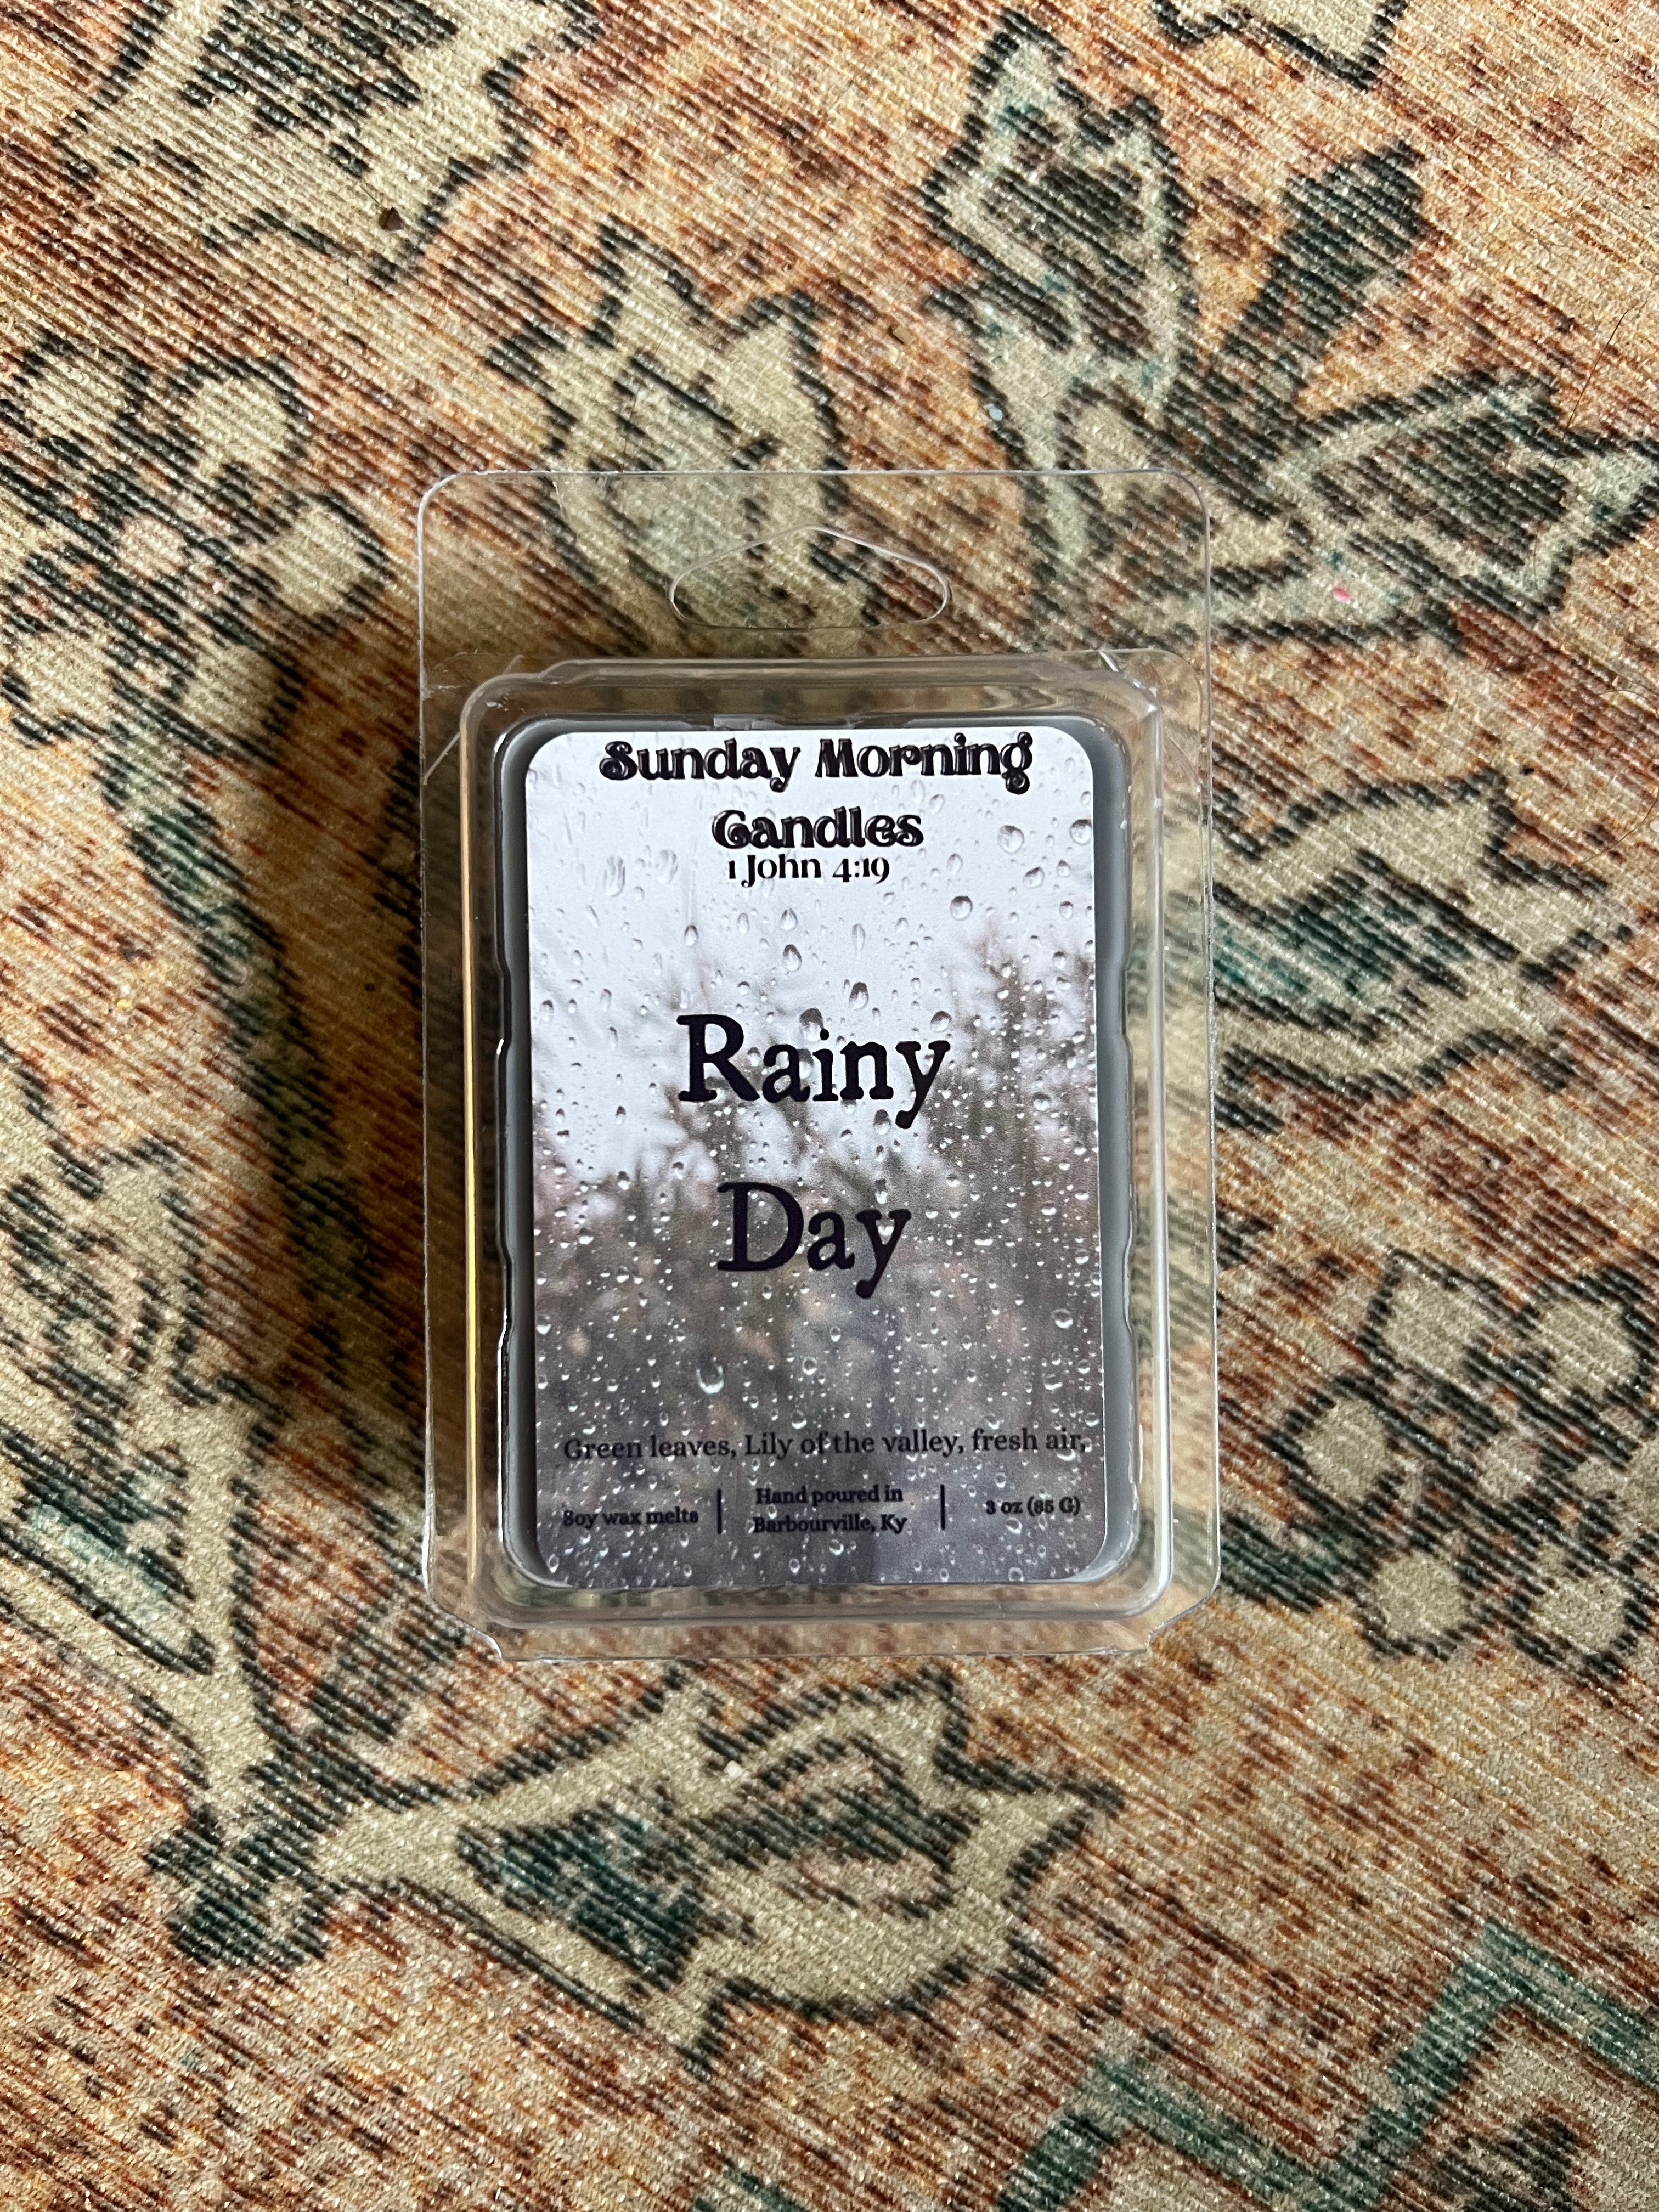 Sunday Morning
Candles
1 John 4:19
Rainy
Day
Green leaves, Lily of the valley, fresh air,
Soy wax melts | Hand poured in Barbourville, Ky | 3 oz (85 G)